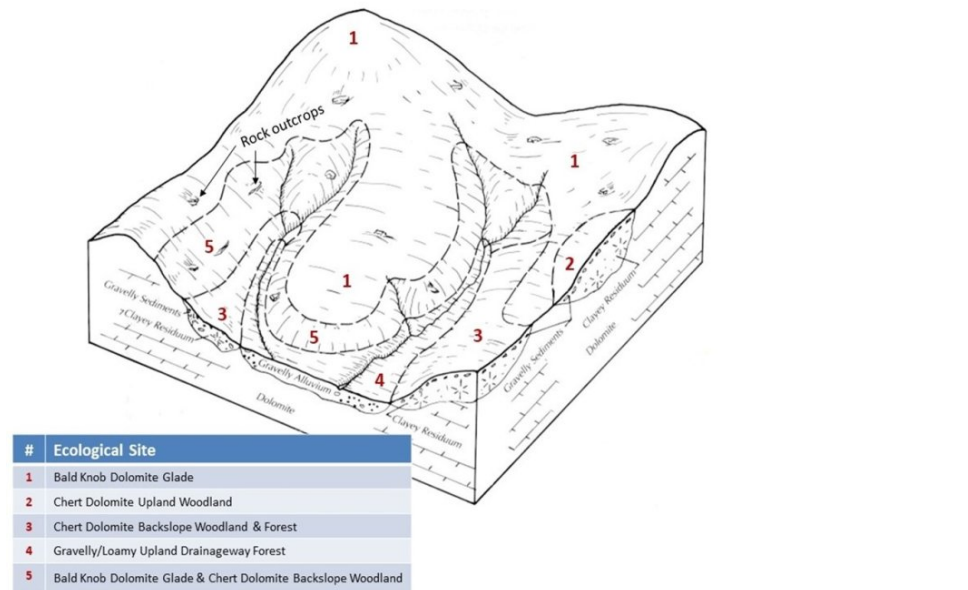 1
Rock outcrops
1
5
2
1
3
5
3
4
Gravelly Sediments
?Clayey Residuum
Gravelly Alluvium
Dolomite
Clayey Residuum
Gravelly Sediments
Clayey Residuum
Dolomite
# Ecological Site
1 Bald Knob Dolomite Glade
2 Chert Dolomite Upland Woodland
3 Chert Dolomite Backslope Woodland & Forest
4 Gravelly/Loamy Upland Drainageway Forest
5 Bald Knob Dolomite Glade & Chert Dolomite Backslope Woodland